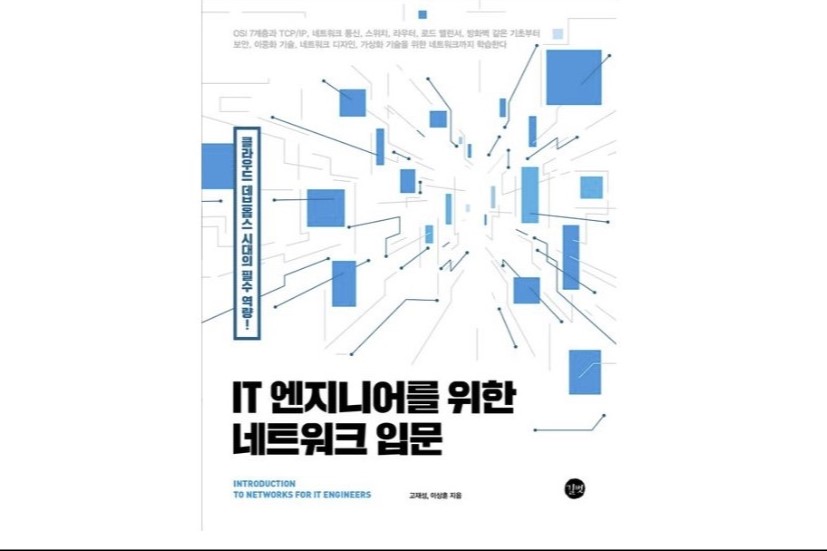 OSI 7계층과 TCP/IP, 네트워크 통신, 스위치, 라우터, 로드 밸런서, 방화벽 같은 기초부터
보안, 이중화 기술, 네트워크 디자인, 가상화 기술을 위한 네트워크까지 학습한다
클라우드 데브옵스 시대의 필수 역량!
IT 엔지니어를 위한
네트워크 입문
INTRODUCTION
TO NETWORKS FOR IT ENGINEERS
고재성, 이상훈 지음
길벗